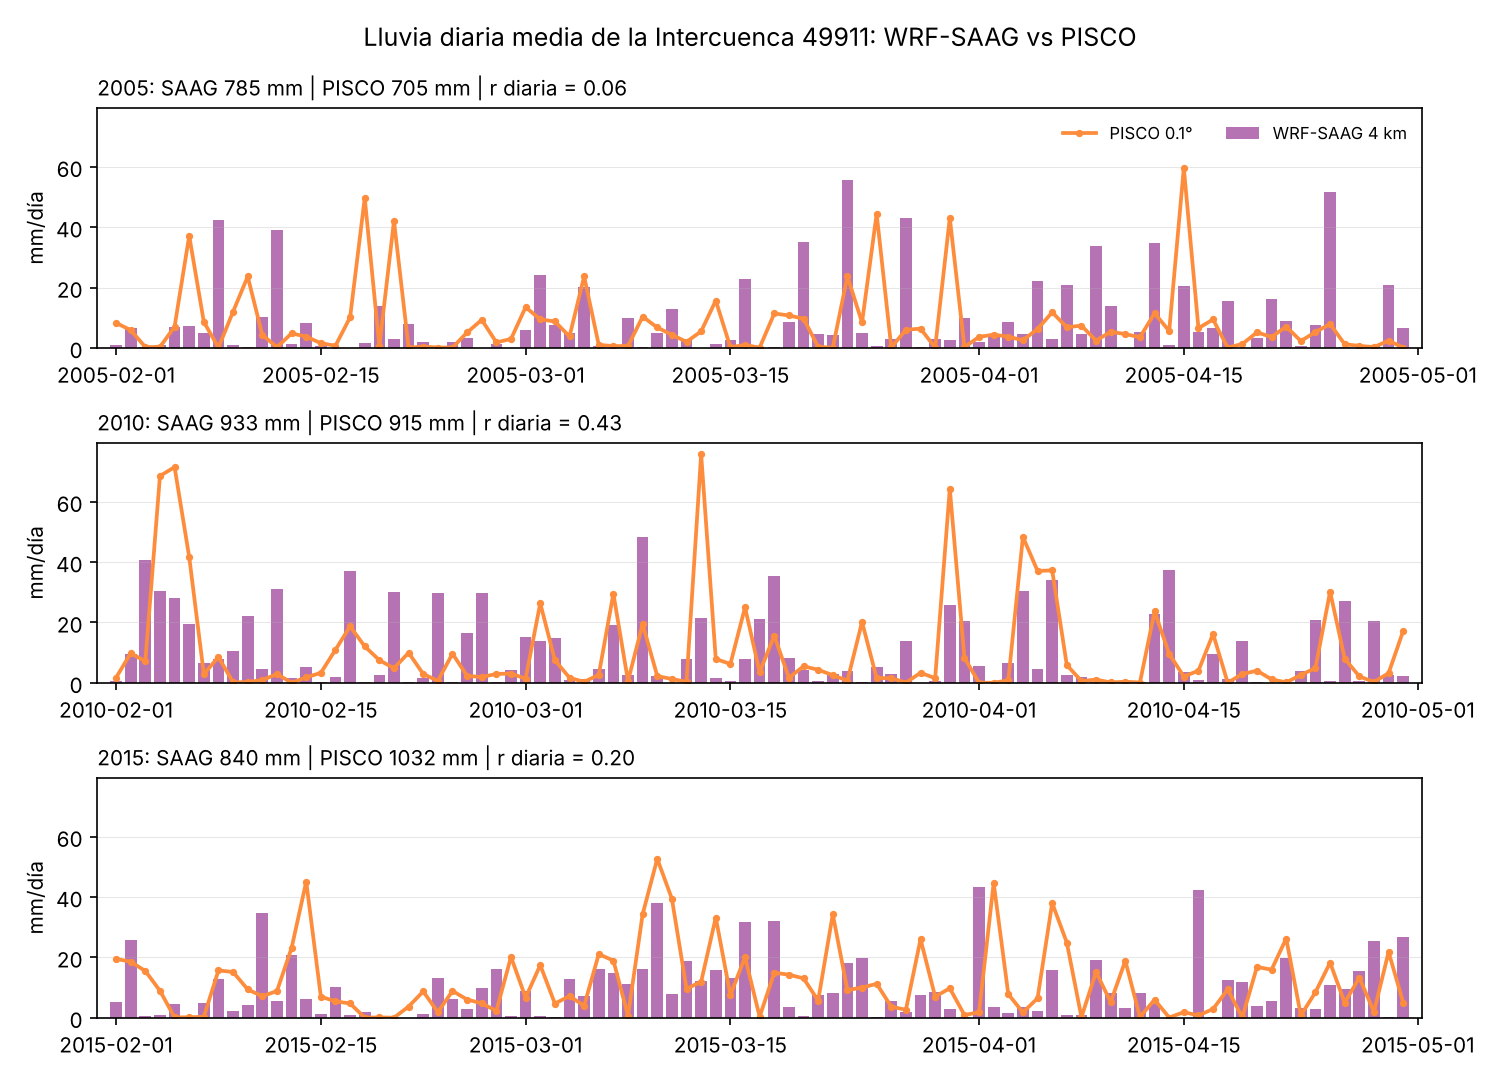 Lluvia diaria media de la Intercuenca 49911: WRF-SAAG vs PISCO
2005: SAAG 785 mm | PISCO 705 mm | r diaria = 0.06
PISCO 0.1° WRF-SAAG 4 km
mm/día
60
40
20
0
2005-02-01 2005-02-15 2005-03-01 2005-03-15 2005-04-01 2005-04-15 2005-05-01
2010: SAAG 933 mm | PISCO 915 mm | r diaria = 0.43
mm/día
60
40
20
0
2010-02-01 2010-02-15 2010-03-01 2010-03-15 2010-04-01 2010-04-15 2010-05-01
2015: SAAG 840 mm | PISCO 1032 mm | r diaria = 0.20
mm/día
60
40
20
0
2015-02-01 2015-02-15 2015-03-01 2015-03-15 2015-04-01 2015-04-15 2015-05-01